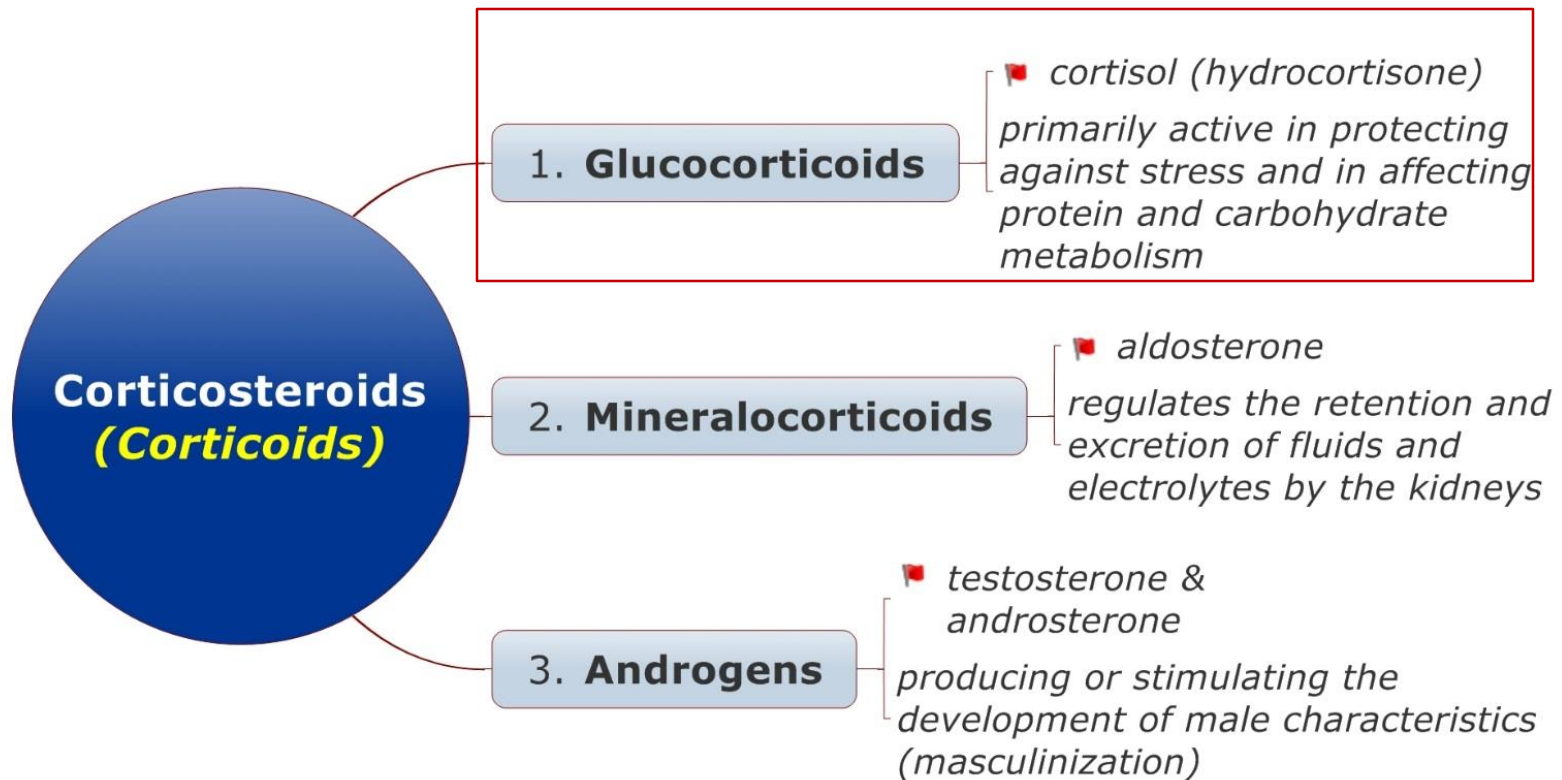 Corticosteroids
(Corticoids)
1. Glucocorticoids
cortisol (hydrocortisone)
primarily active in protecting
against stress and in affecting
protein and carbohydrate
metabolism
2. Mineralocorticoids
aldosterone
regulates the retention and
excretion of fluids and
electrolytes by the kidneys
3. Androgens
testosterone &
androsterone
producing or stimulating the
development of male characteristics
(masculinization)